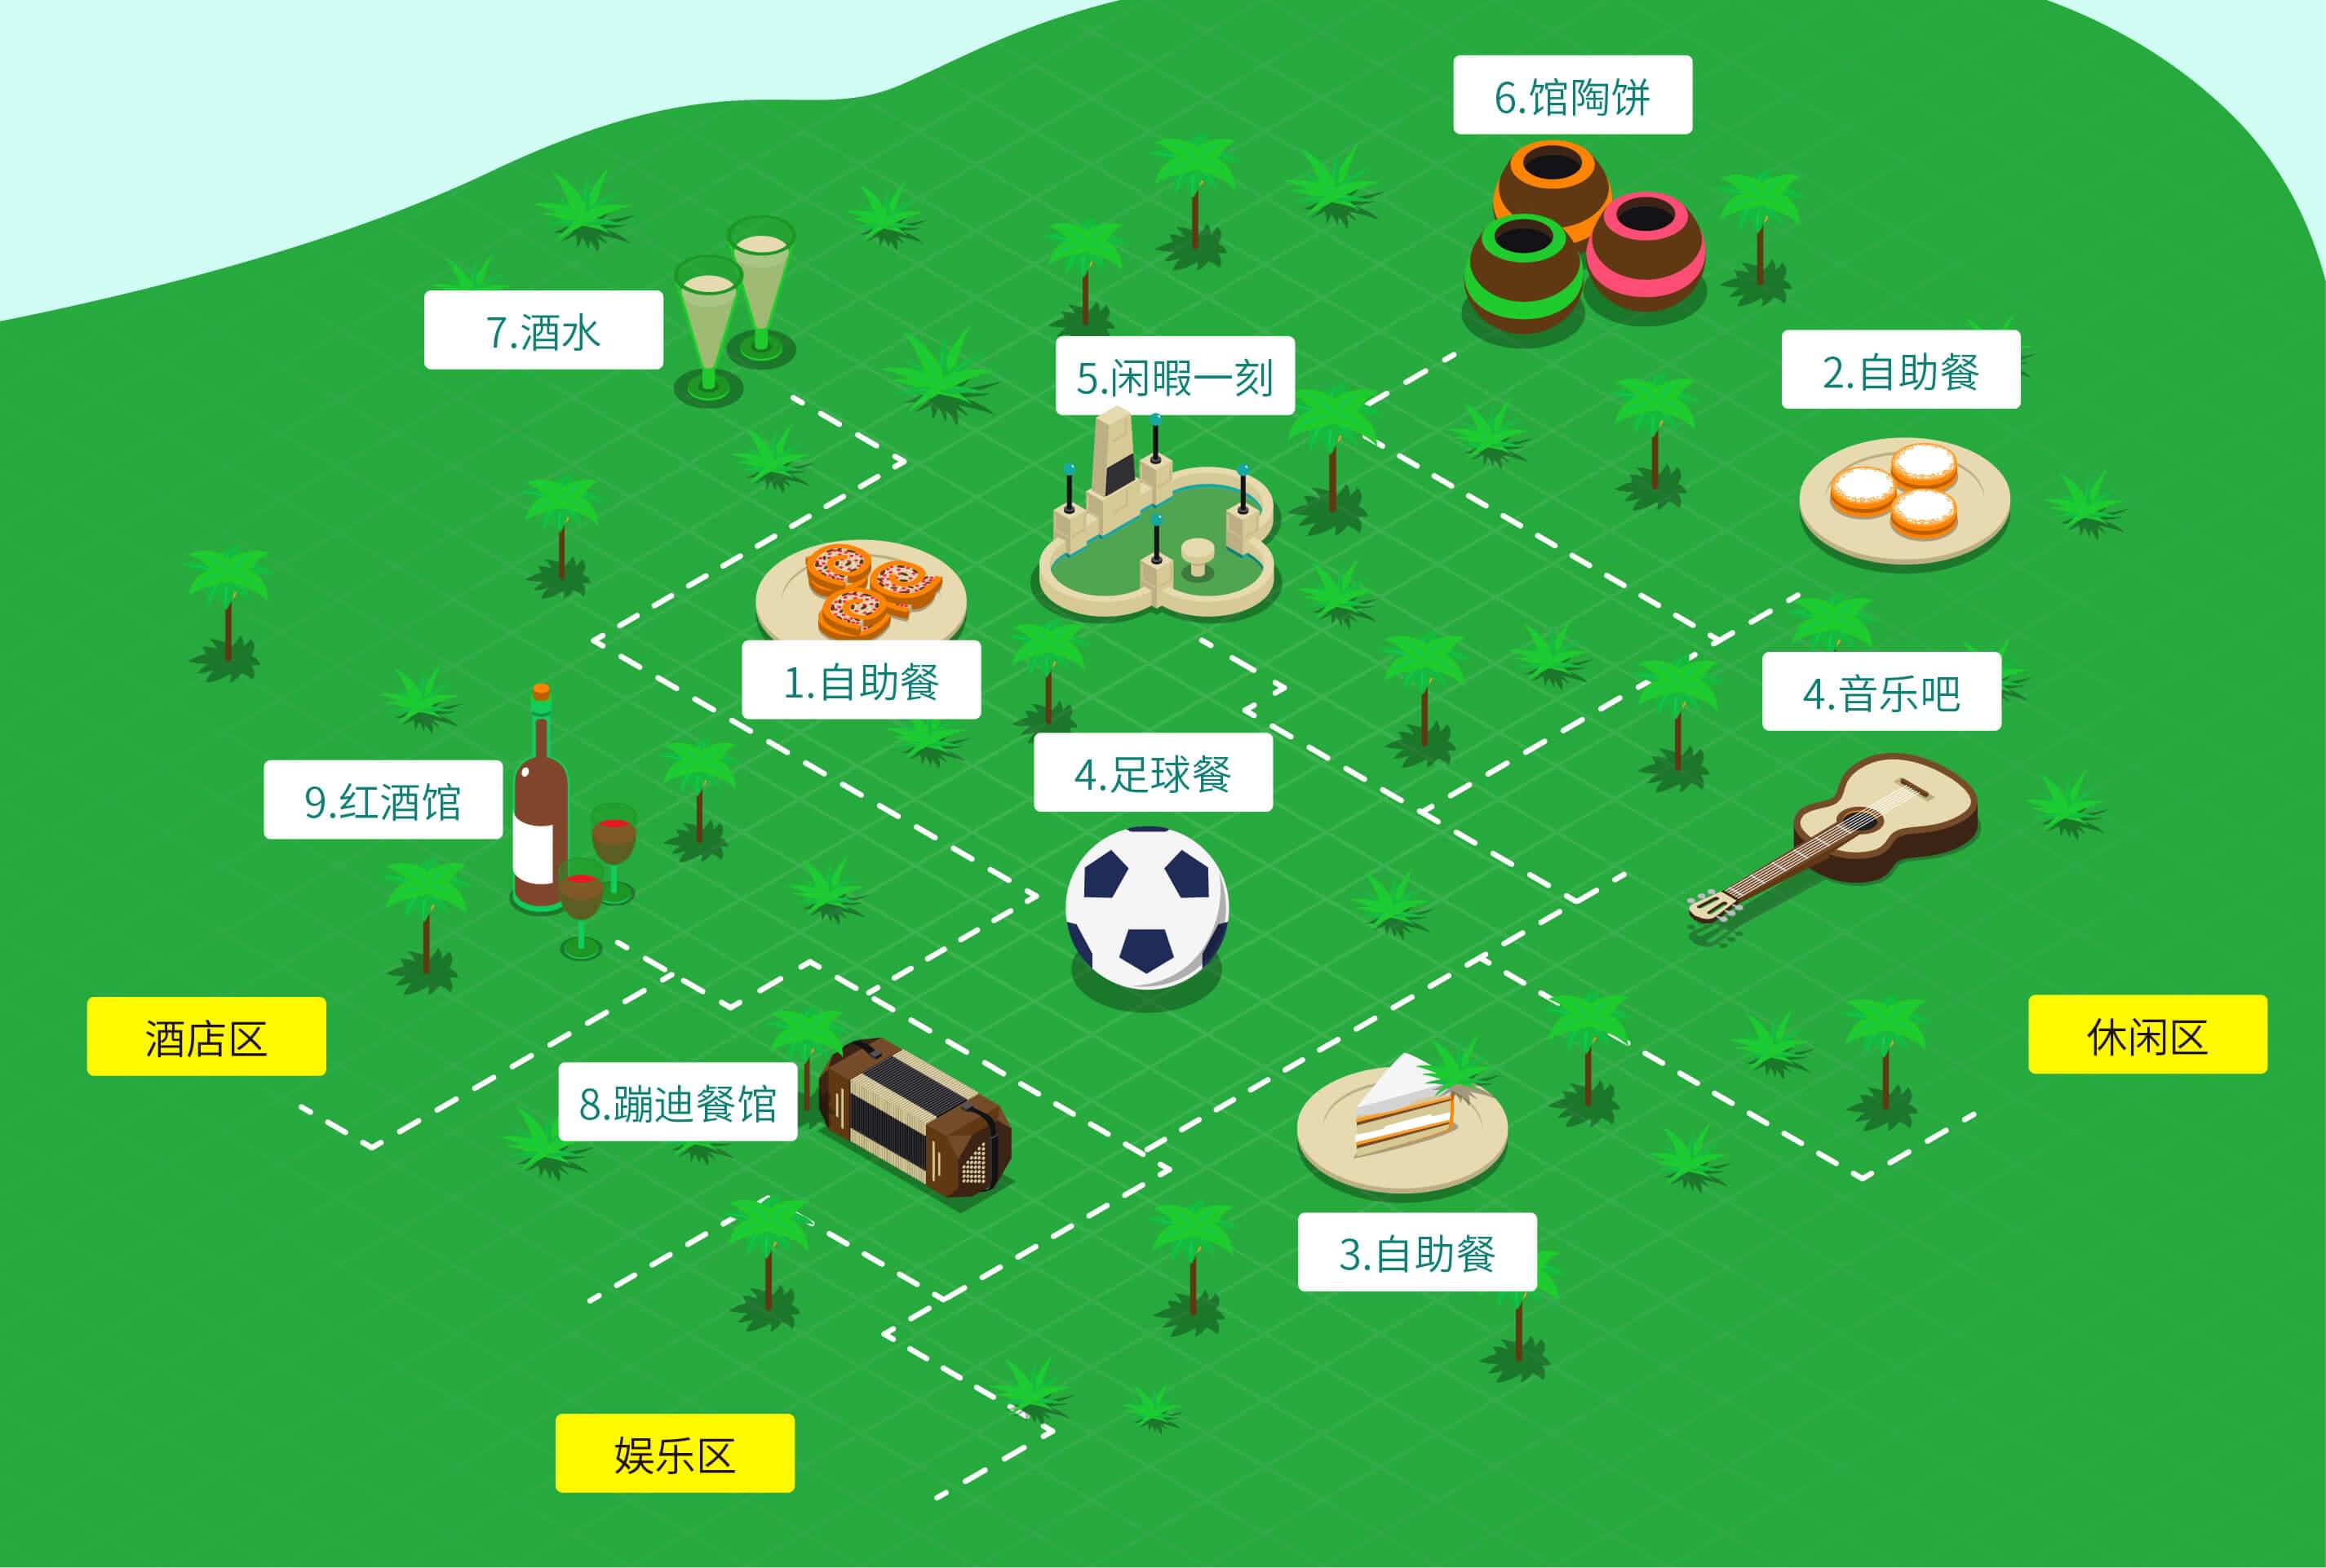 6.馆陶饼
7.酒水
5.闲暇一刻
2.自助餐
1.自助餐
4.音乐吧
4.足球餐
9.红酒馆
酒店区
休闲区
8.蹦迪餐馆
3.自助餐
娱乐区